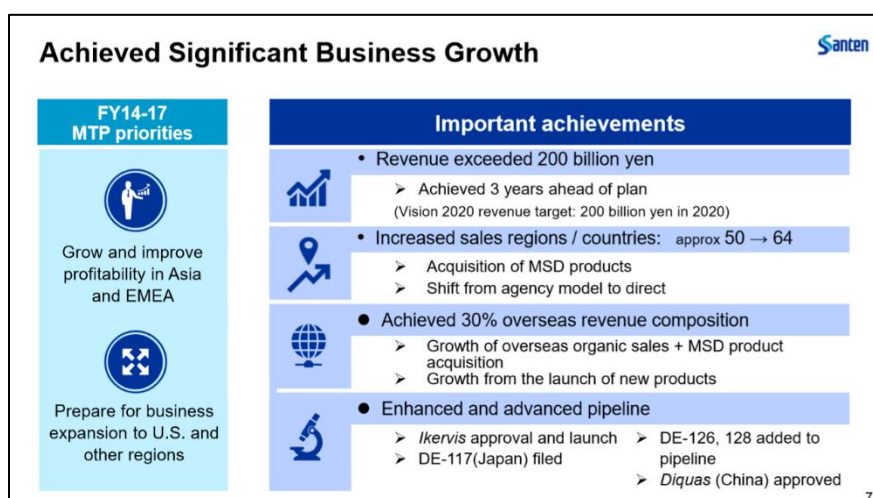 Achieved Significant Business Growth
Santen
FY14-17
MTP priorities
Grow and improve
profitability in Asia
and EMEA
Prepare for business
expansion to U.S. and
other regions
Important achievements
• Revenue exceeded 200 billion yen
➢ Achieved 3 years ahead of plan
(Vision 2020 revenue target: 200 billion yen in 2020)
• Increased sales regions / countries: approx 50 → 64
➢ Acquisition of MSD products
➢ Shift from agency model to direct
● Achieved 30% overseas revenue composition
➢ Growth of overseas organic sales + MSD product
acquisition
➢ Growth from the launch of new products
● Enhanced and advanced pipeline
➢ Ikervis approval and launch
➢ DE-117(Japan) filed
➢ DE-126, 128 added to
pipeline
➢ Diquas (China) approved
7